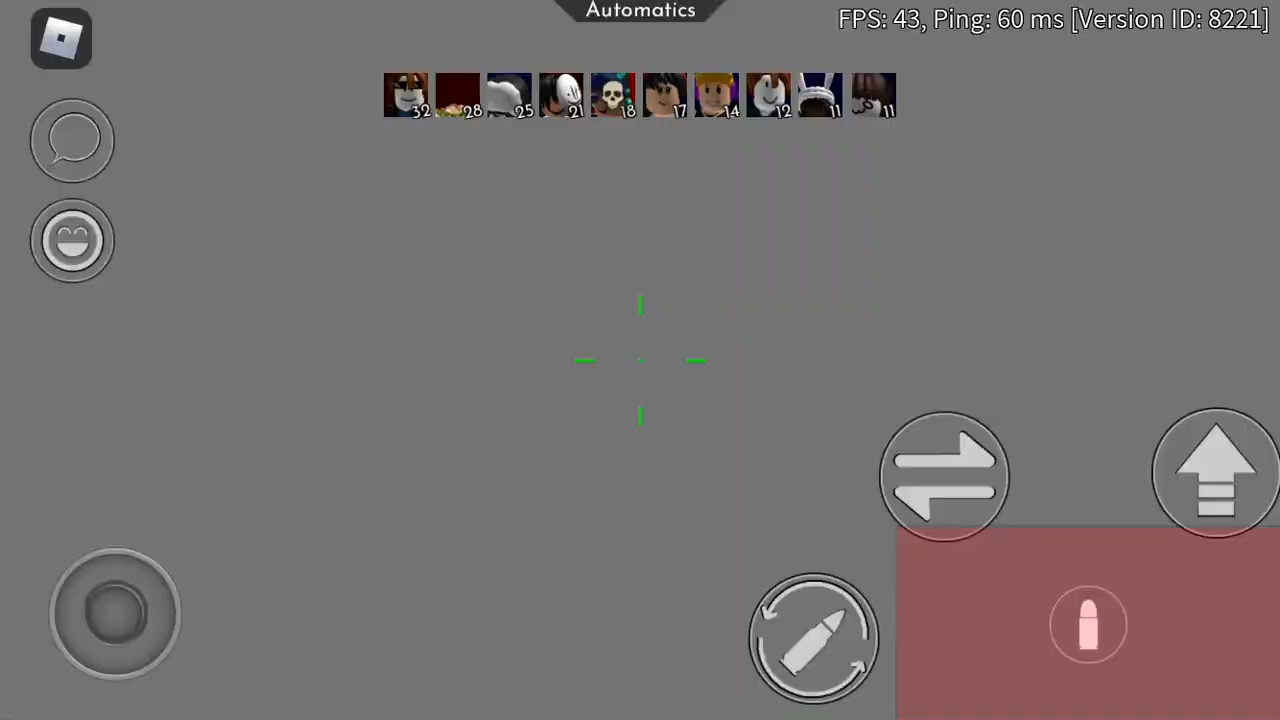 Automatics
FPS: 43, Ping: 60 ms [Version ID: 8221]
32 28 25 21 18 17 14 12 11 11